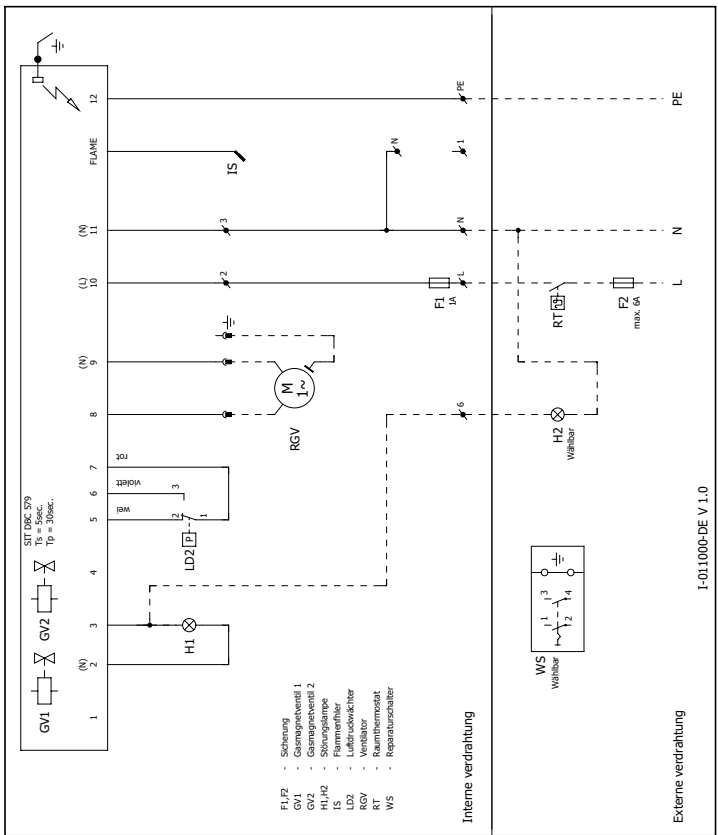 SIT DBC 579
Ts = 5sec.
Tp = 30sec.
GV1
GV2
1
(N) 2
3
4
5
6
7
8
(N) 9
(L) 10
(N) 11
FLAME
12
wei
violett
rot
2
3
1
P
LD2
H1
M
1~
RGV
2
3
IS
N
F1
1A
6
L
N
1
PE
F1,F2 - Sicherung
GV1 - Gasmagnetventil 1
GV2 - Gasmagnetventil 2
H1,H2 - Störungslampe
IS - Flammenfhler
LD2 - Luftdruckwächter
RGV - Ventilator
RT - Raumthermostat
WS - Reparaturschalter
Interne verdrahtung
WS
Wählbar
1 3
2 4
H2
Wählbar
RT
F2
max. 6A
L
N
PE
Externe verdrahtung
I-011000-DE V 1.0